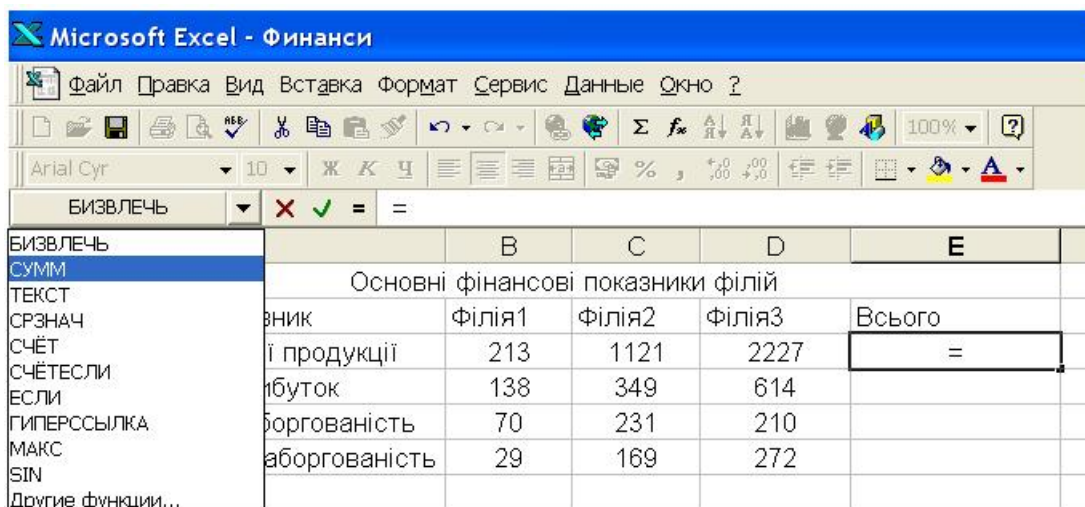 Microsoft Excel - Финанси
Файл Правка Вид Вставка Формат Сервис Данные Окно ?
Σ fx 100%
Arial Cyr 10 Ж К Ч % ,
БИЗВЛЕЧЬ = =
B C D E
БИЗВЛЕЧЬ
СУММ
ТЕКСТ
СРЗНАЧ
СЧЁТ
СЧЁТЕСЛИ
ЕСЛИ
ГИПЕРССЫЛКА
МАКС
SIN
Другие функции...
Основні фінансові показники філій
зник Філія1 Філія2 Філія3 Всього
ї продукції 213 1121 2227 =
ибуток 138 349 614
боргованість 70 231 210
аборгованість 29 169 272